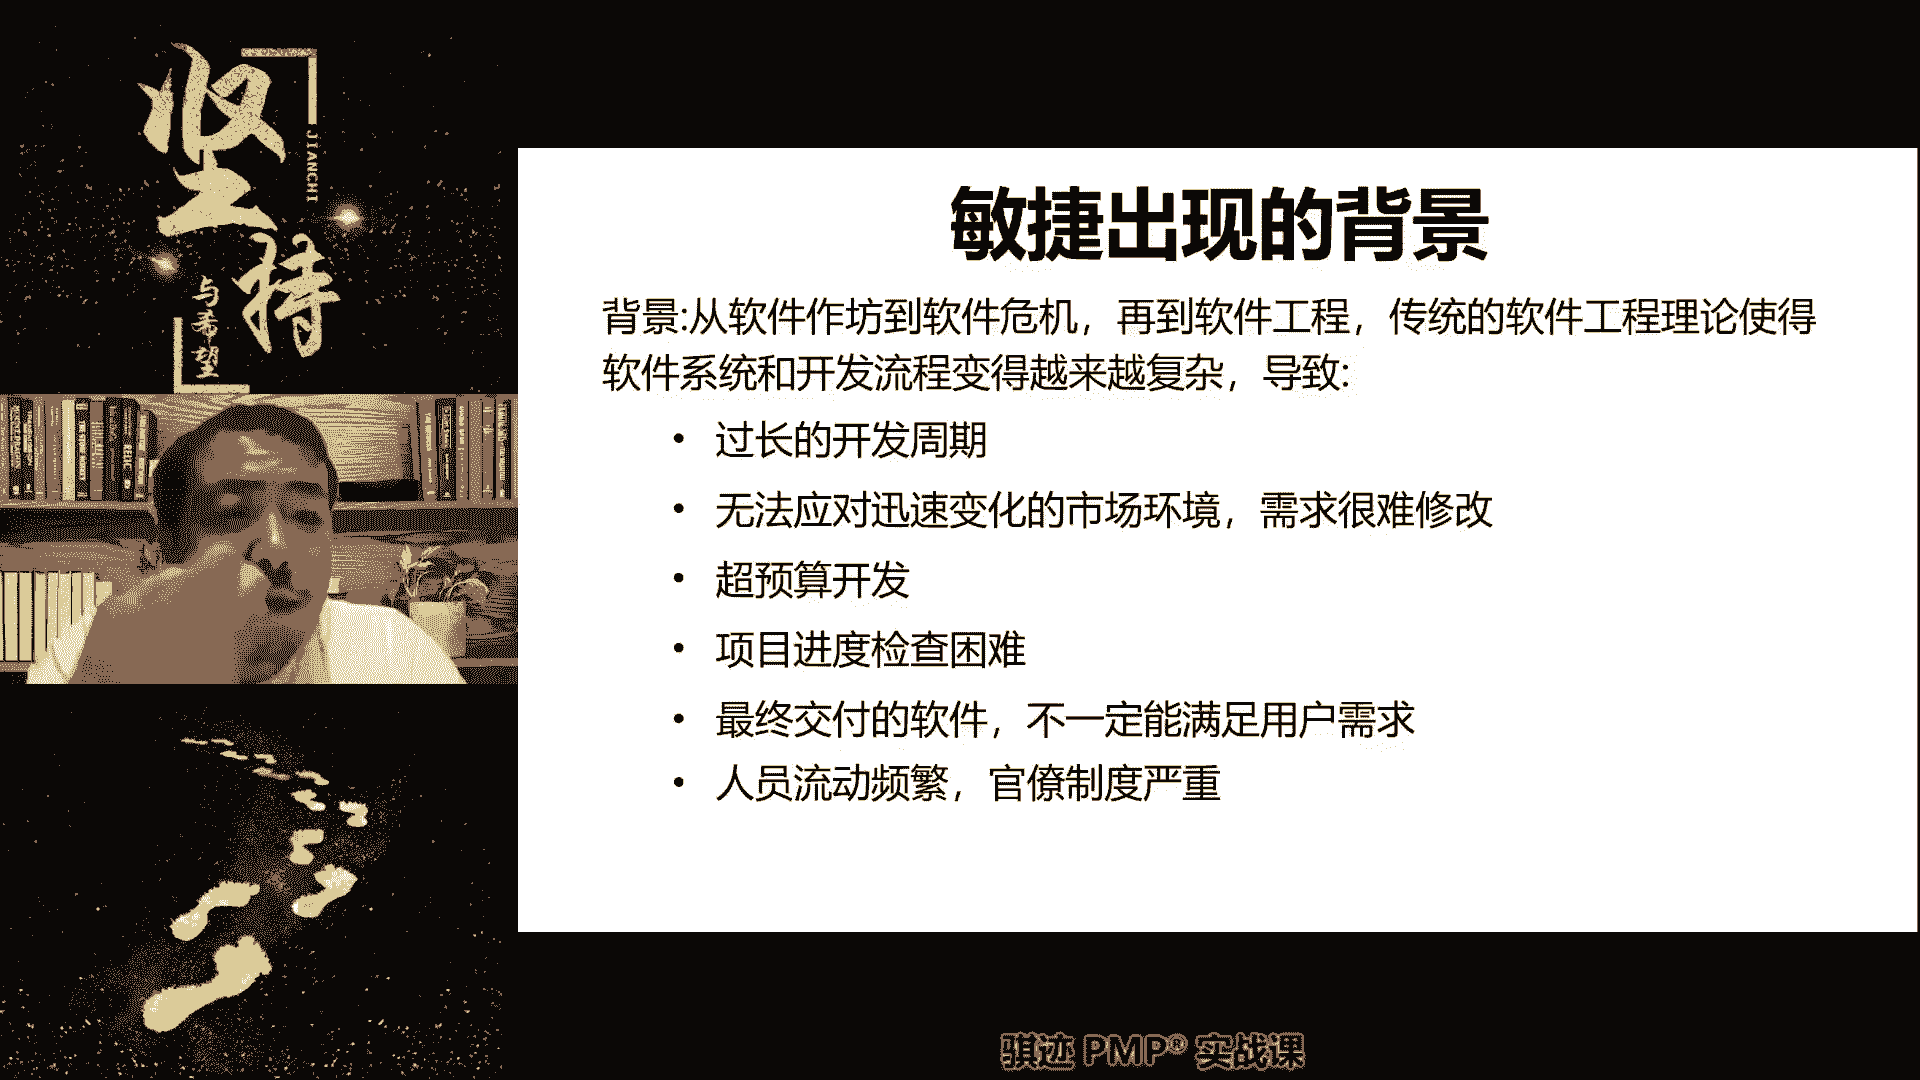 坚持
JIANCHI
与希望
敏捷出现的背景
背景:从软件作坊到软件危机，再到软件工程，传统的软件工程理论使得
软件系统和开发流程变得越来越复杂，导致:
• 过长的开发周期
• 无法应对迅速变化的市场环境，需求很难修改
• 超预算开发
• 项目进度检查困难
• 最终交付的软件，不一定能满足用户需求
• 人员流动频繁，官僚制度严重
骐迹 PMP® 实战课